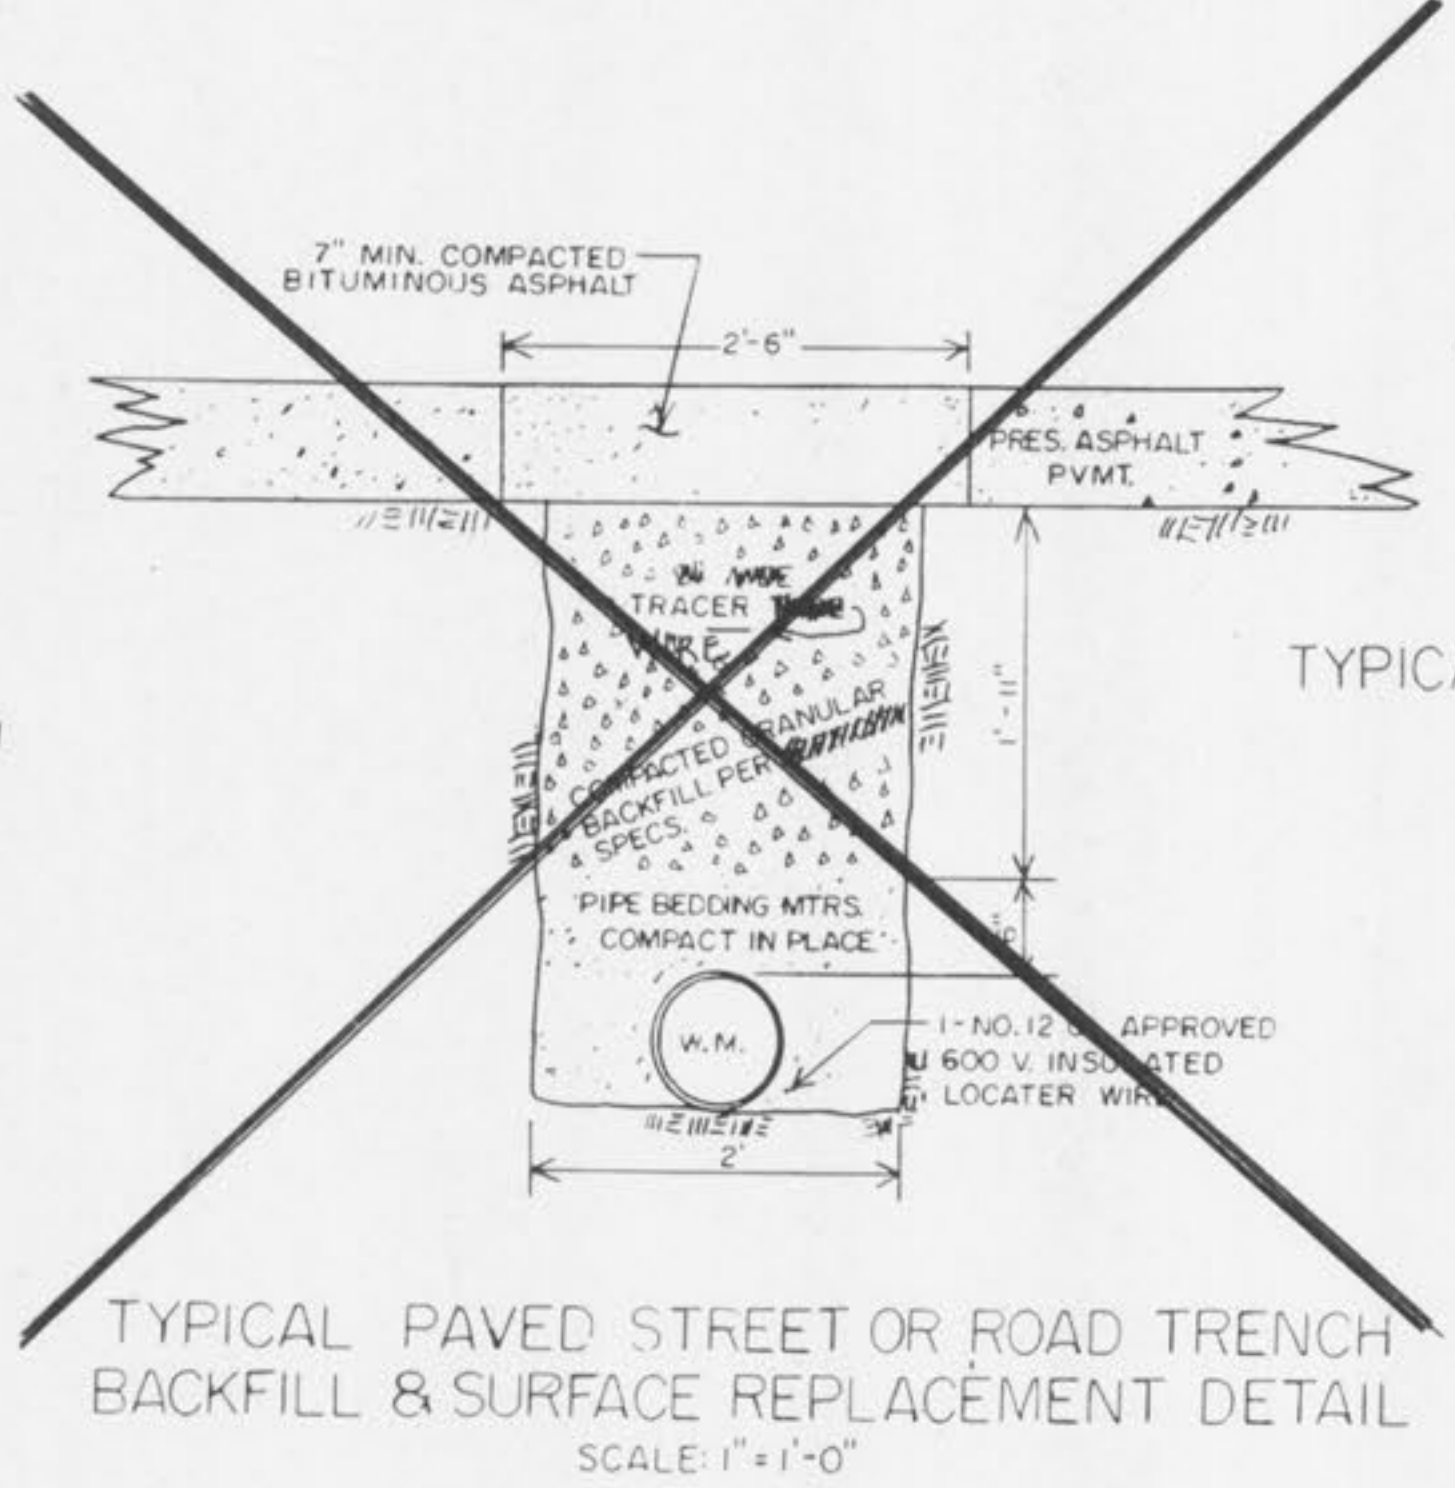 7" MIN. COMPACTED
BITUMINOUS ASPHALT
2'-6"
PRES. ASPHALT
PVMT.
TRACER
WIRE
1'-11"
TYPICA
COMPACTED GRANULAR
BACKFILL PER
SPECS.
PIPE BEDDING MTRS.
COMPACT IN PLACE
W.M.
1-NO. 12 APPROVED
600 V. INSULATED
LOCATER WIRE
2'
TYPICAL PAVED STREET OR ROAD TRENCH
BACKFILL & SURFACE REPLACEMENT DETAIL
SCALE: 1" = 1'-0"